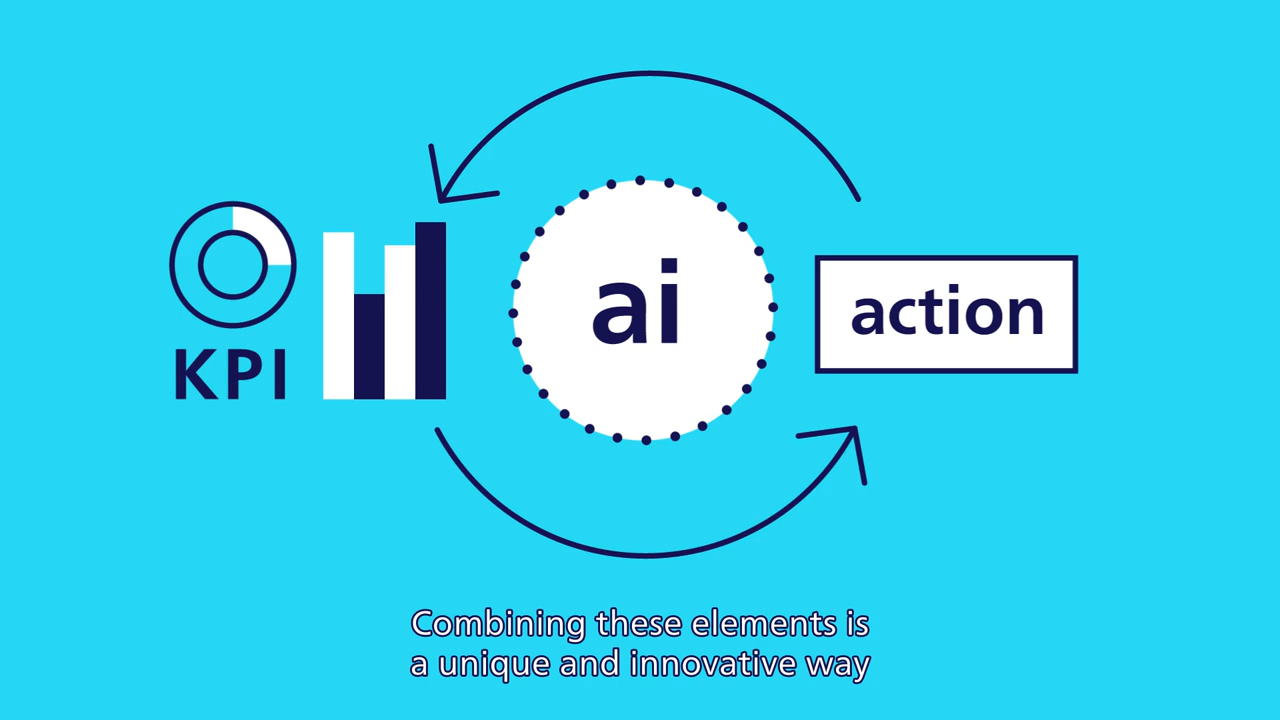 KPI
ai
action
Combining these elements is
a unique and innovative way